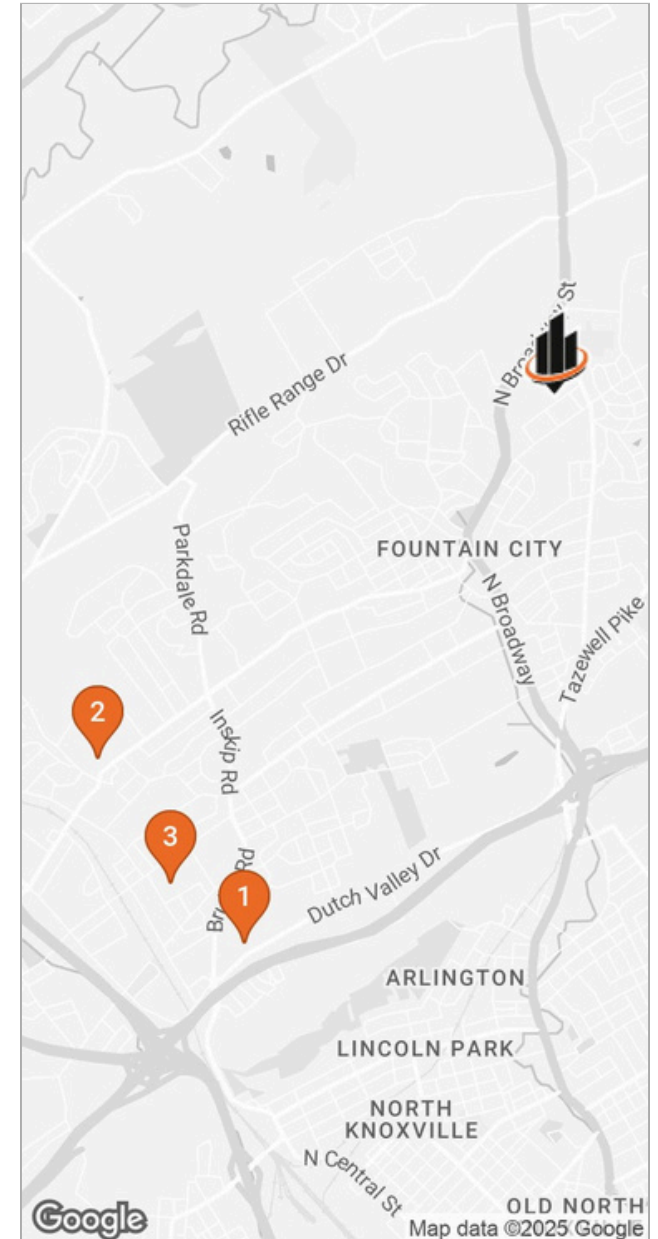 N Broadway St
Rifle Range Dr
FOUNTAIN CITY
Parkdale Rd
N Broadway
Tazewell Pike
2
Inskip Rd
3
Rd
1
Dutch Valley Dr
ARLINGTON
LINCOLN PARK
NORTH
KNOXVILLE
N Central St
OLD NORTH
Google
Map data ©2025 Google